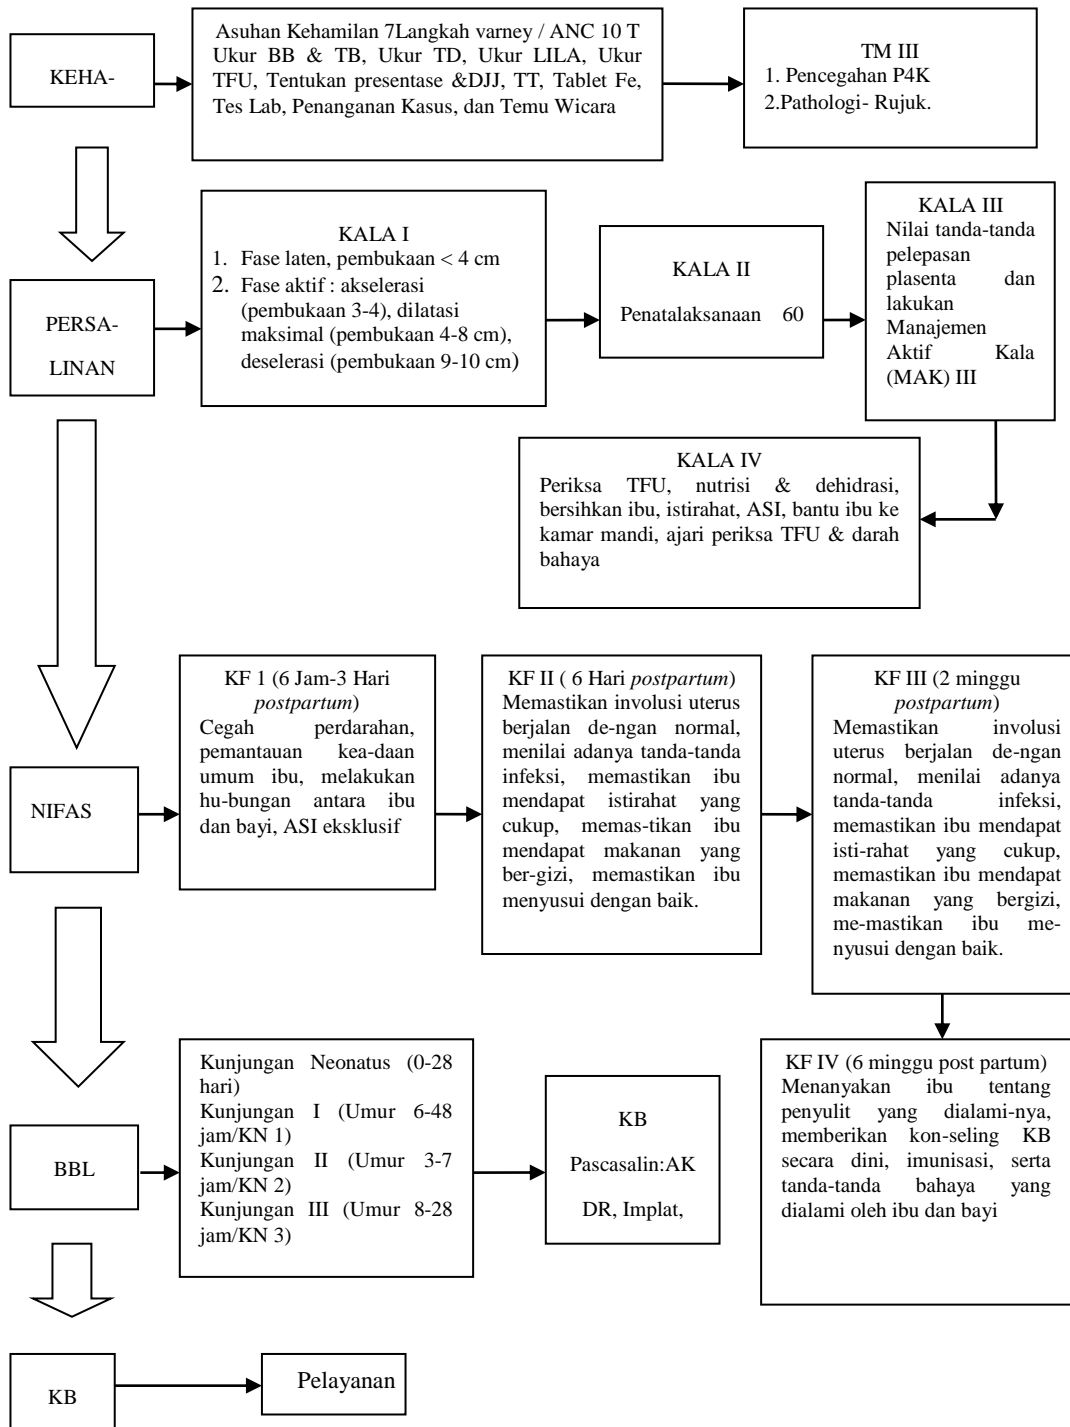 KEHA-
Asuhan Kehamilan 7Langkah varney / ANC 10 T
Ukur BB & TB, Ukur TD, Ukur LILA, Ukur
TFU, Tentukan presentase &DJJ, TT, Tablet Fe,
Tes Lab, Penanganan Kasus, dan Temu Wicara
TM III
1. Pencegahan P4K
2.Pathologi- Rujuk.
PERSA-
LINAN
KALA I
1. Fase laten, pembukaan < 4 cm
2. Fase aktif : akselerasi
(pembukaan 3-4), dilatasi
maksimal (pembukaan 4-8 cm),
deselerasi (pembukaan 9-10 cm)
KALA II
Penatalaksanaan 60
KALA III
Nilai tanda-tanda
pelepasan
plasenta dan
lakukan
Manajemen
Aktif Kala
(MAK) III
KALA IV
Periksa TFU, nutrisi & dehidrasi,
bersihkan ibu, istirahat, ASI, bantu ibu ke
kamar mandi, ajari periksa TFU & darah
bahaya
NIFAS
KF 1 (6 Jam-3 Hari
postpartum)
Cegah perdarahan,
pemantauan kea-daan
umum ibu, melakukan
hu-bungan antara ibu
dan bayi, ASI eksklusif
KF II ( 6 Hari postpartum)
Memastikan involusi uterus
berjalan de-ngan normal,
menilai adanya tanda-tanda
infeksi, memastikan ibu
mendapat istirahat yang
cukup, memas-tikan ibu
mendapat makanan yang
ber-gizi, memastikan ibu
menyusui dengan baik.
KF III (2 minggu
postpartum)
Memastikan involusi
uterus berjalan de-ngan
normal, menilai adanya
tanda-tanda infeksi,
memastikan ibu mendapat
isti-rahat yang cukup,
memastikan ibu mendapat
makanan yang bergizi,
me-mastikan ibu me-
nyusui dengan baik.
BBL
Kunjungan Neonatus (0-28
hari)
Kunjungan I (Umur 6-48
jam/KN 1)
Kunjungan II (Umur 3-7
jam/KN 2)
Kunjungan III (Umur 8-28
jam/KN 3)
KB
Pascasalin:AK
DR, Implat,
KF IV (6 minggu post partum)
Menanyakan ibu tentang
penyulit yang dialami-nya,
memberikan kon-seling KB
secara dini, imunisasi, serta
tanda-tanda bahaya yang
dialami oleh ibu dan bayi
KB
Pelayanan